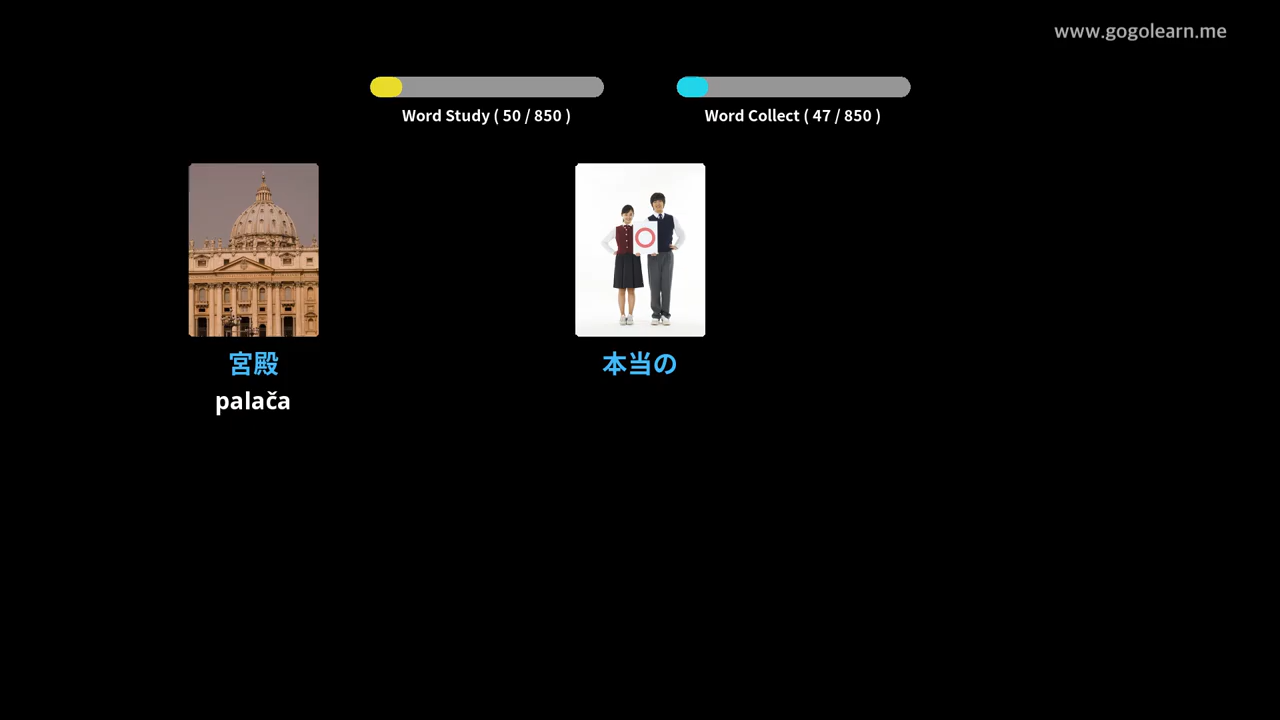 www.gogolearn.me
Word Study ( 50 / 850 )
Word Collect ( 47 / 850 )
宮殿
palača
本当の